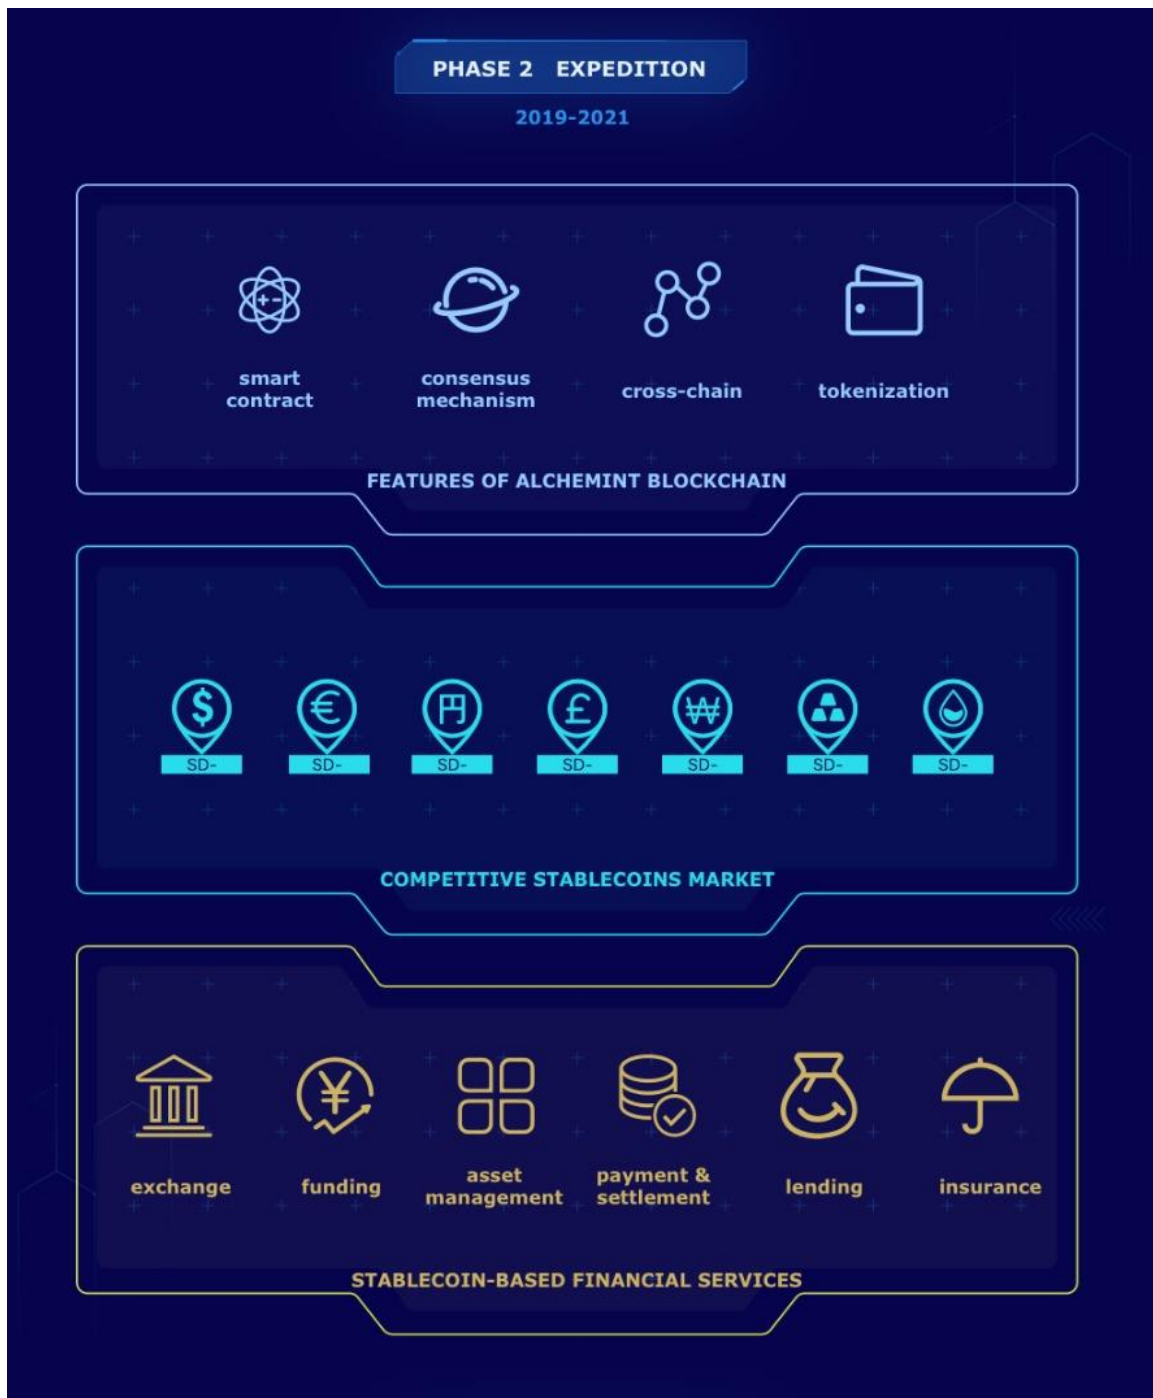 PHASE 2 EXPEDITION
2019-2021
smart
contract
consensus
mechanism
cross-chain
tokenization
FEATURES OF ALCHEMINT BLOCKCHAIN
$ € 円 £ ₩
SD- SD- SD- SD- SD- SD- SD-
COMPETITIVE STABLECOINS MARKET
¥
exchange
funding
asset
management
payment &
settlement
lending
insurance
STABLECOIN-BASED FINANCIAL SERVICES